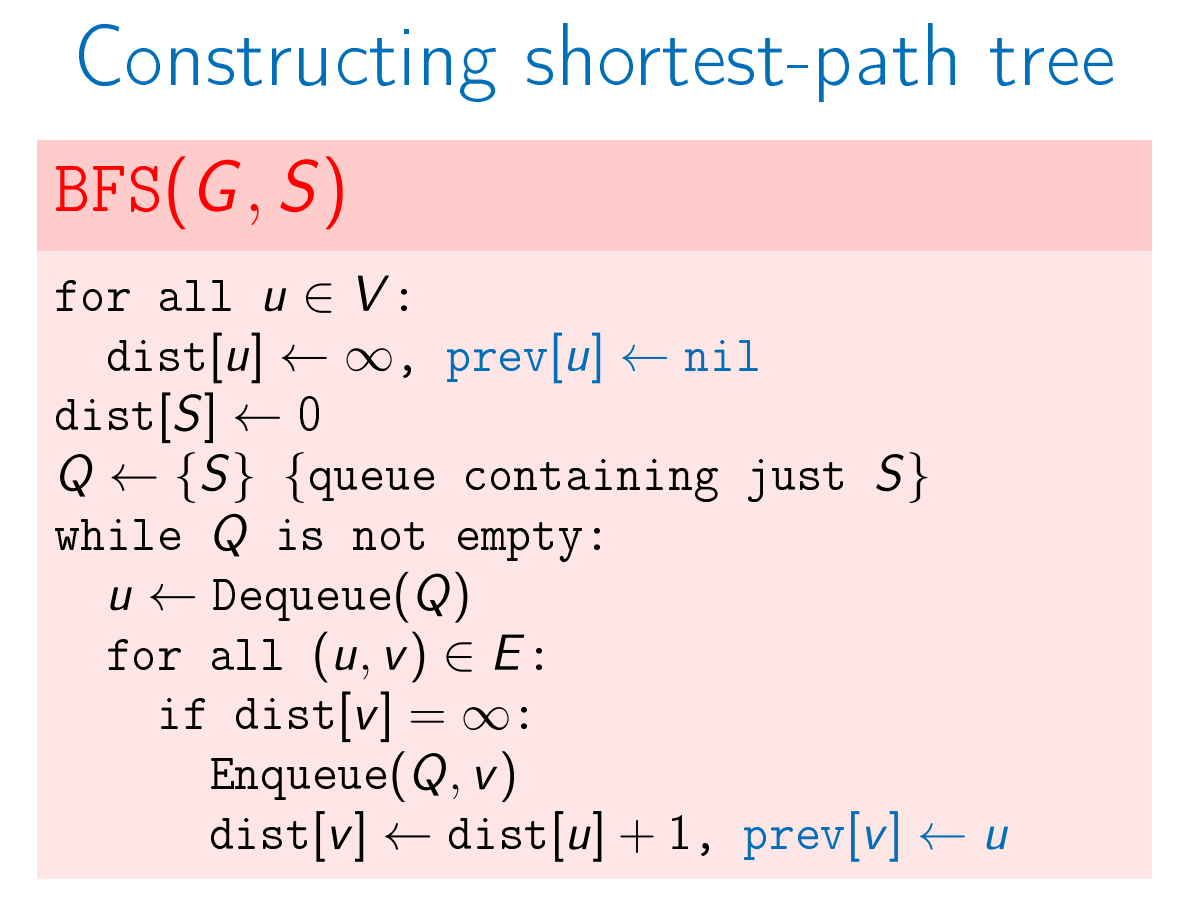 Constructing shortest-path tree
BFS(G, S)
for all u ∈ V:
dist[u] ← ∞, prev[u] ← nil
dist[S] ← 0
Q ← {S} {queue containing just S}
while Q is not empty:
u ← Dequeue(Q)
for all (u, v) ∈ E:
if dist[v] = ∞:
Enqueue(Q, v)
dist[v] ← dist[u] + 1, prev[v] ← u